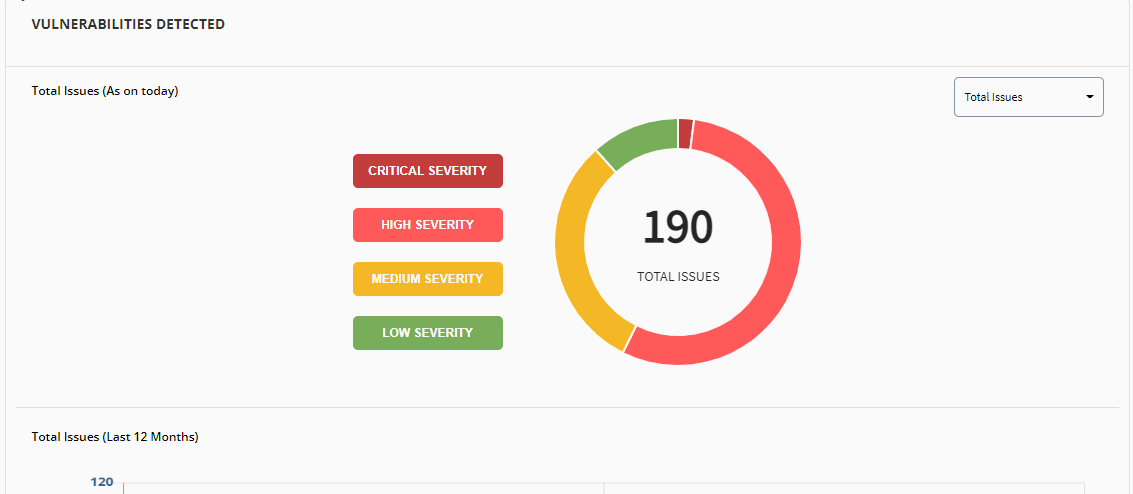 VULNERABILITIES DETECTED
Total Issues (As on today)
Total Issues
CRITICAL SEVERITY
HIGH SEVERITY
MEDIUM SEVERITY
LOW SEVERITY
190
TOTAL ISSUES
Total Issues (Last 12 Months)
120